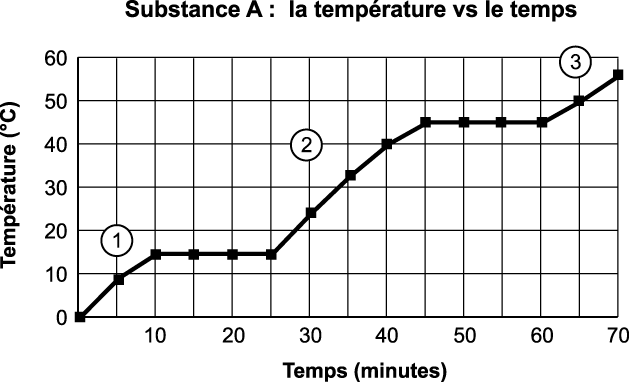 Substance A :  la température vs le temps
Température (°C)
60
50
40
30
20
10
0
1
2
3
10 20 30 40 50 60 70
Temps (minutes)